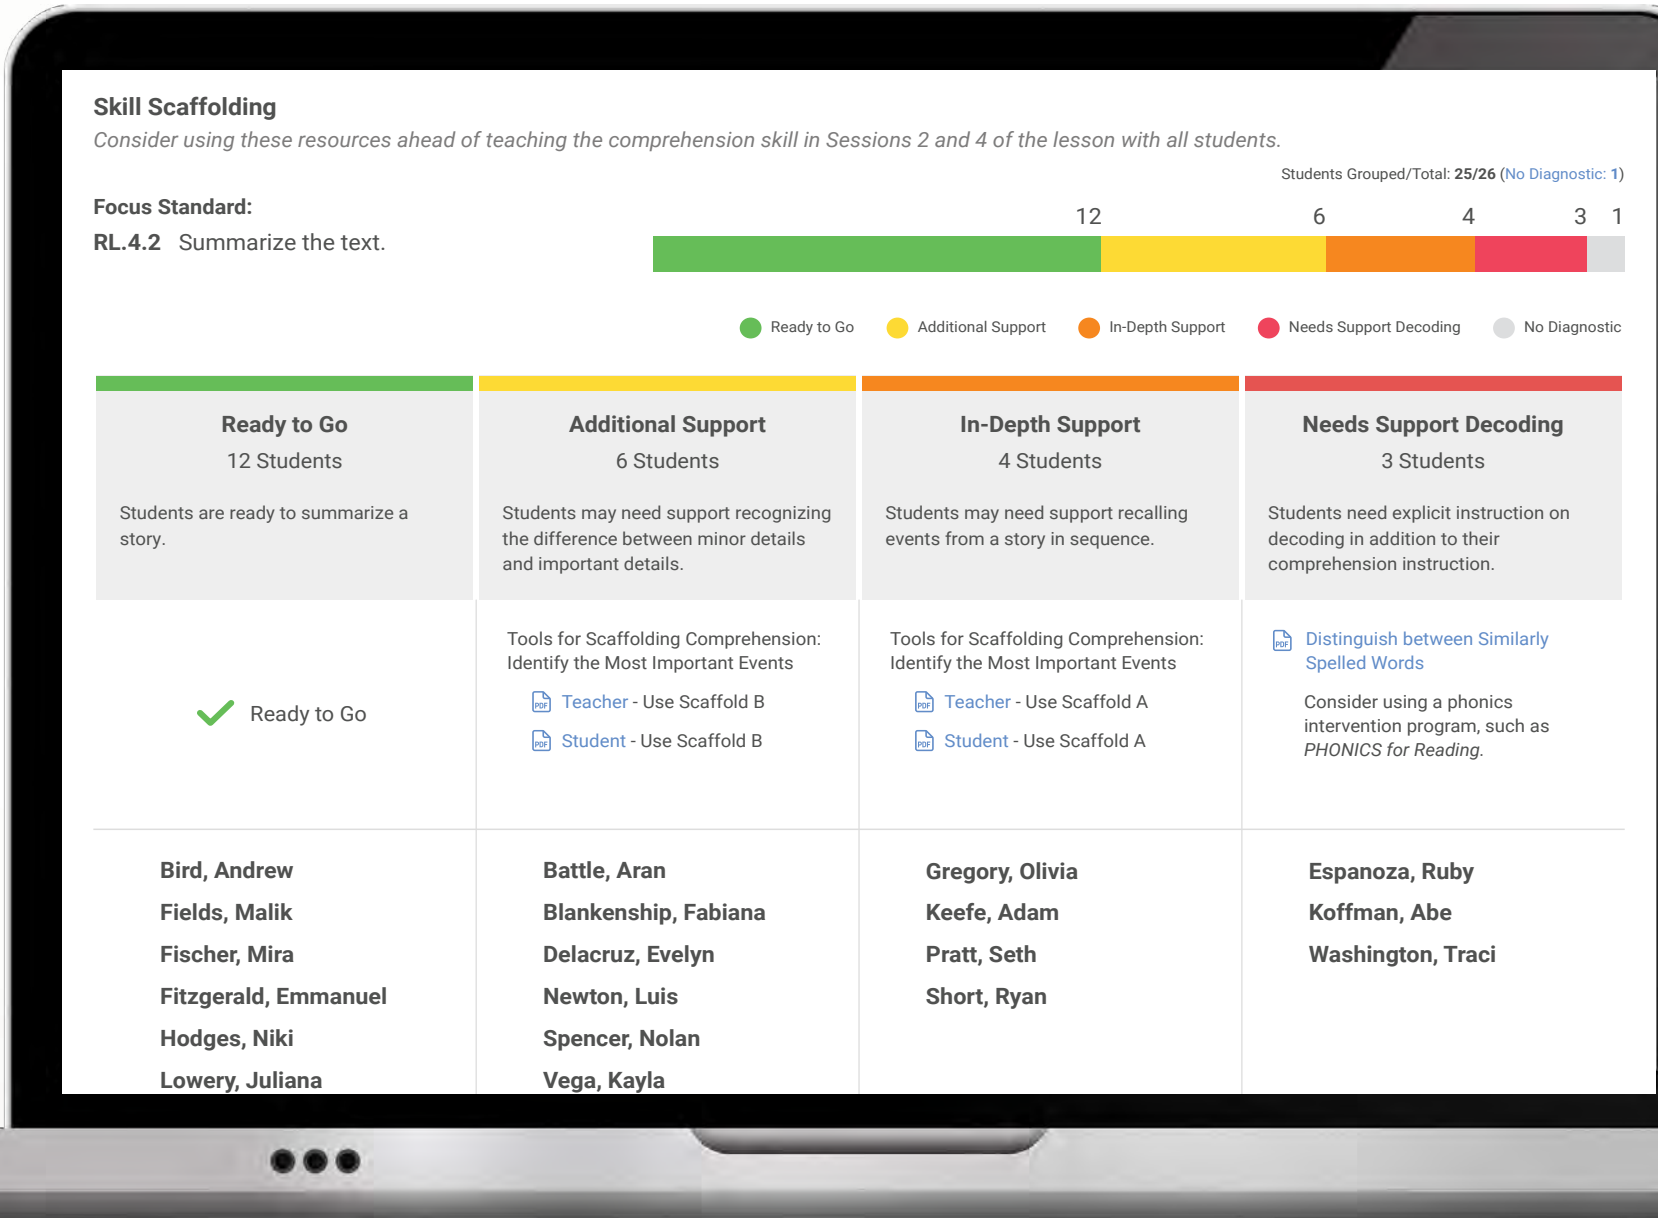 Skill Scaffolding
Consider using these resources ahead of teaching the comprehension skill in Sessions 2 and 4 of the lesson with all students.
Students Grouped/Total: 25/26 (No Diagnostic: 1)
Focus Standard:
RL.4.2 Summarize the text.
12 6 4 3 1
Ready to Go Additional Support In-Depth Support Needs Support Decoding No Diagnostic
Ready to Go
12 Students
Students are ready to summarize a
story.
Additional Support
6 Students
Students may need support recognizing
the difference between minor details
and important details.
In-Depth Support
4 Students
Students may need support recalling
events from a story in sequence.
Needs Support Decoding
3 Students
Students need explicit instruction on
decoding in addition to their
comprehension instruction.
Ready to Go
Tools for Scaffolding Comprehension:
Identify the Most Important Events
PDF Teacher - Use Scaffold B
PDF Student - Use Scaffold B
Tools for Scaffolding Comprehension:
Identify the Most Important Events
PDF Teacher - Use Scaffold A
PDF Student - Use Scaffold A
PDF Distinguish between Similarly
Spelled Words
Consider using a phonics
intervention program, such as
PHONICS for Reading.
Bird, Andrew
Fields, Malik
Fischer, Mira
Fitzgerald, Emmanuel
Hodges, Niki
Lowery, Juliana
Battle, Aran
Blankenship, Fabiana
Delacruz, Evelyn
Newton, Luis
Spencer, Nolan
Vega, Kayla
Gregory, Olivia
Keefe, Adam
Pratt, Seth
Short, Ryan
Espanoza, Ruby
Koffman, Abe
Washington, Traci